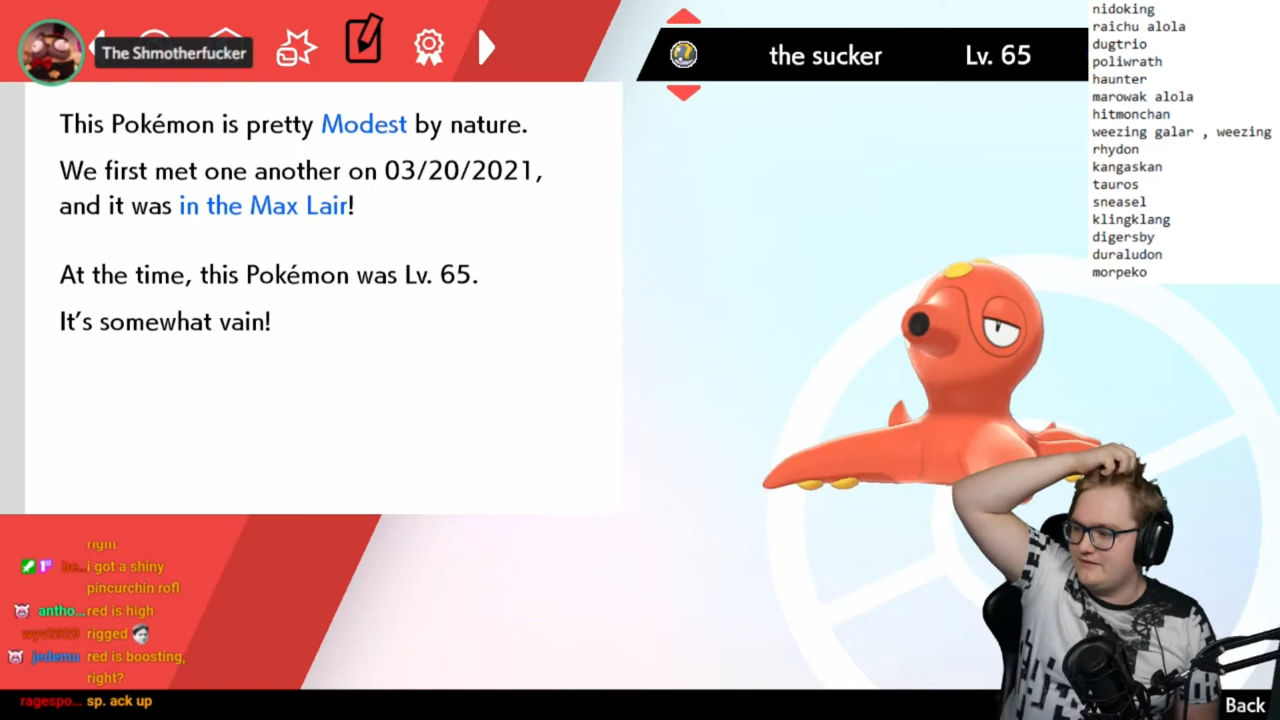 The Shmotherfucker
the sucker Lv. 65
This Pokémon is pretty Modest by nature.
We first met one another on 03/20/2021,
and it was in the Max Lair!
At the time, this Pokémon was Lv. 65.
It's somewhat vain!
nidoking
raichu alola
dugtrio
poliwrath
haunter
marowak alola
hitmonchan
weezing galar , weezing
rhydon
kangaskan
tauros
sneasel
klingklang
digersby
duraludon
morpeko
right
be... i got a shiny
pincurchin rofl
antho... red is high
rigged
jedemu red is boosting,
right?
ragespo... sp. ack up
Back